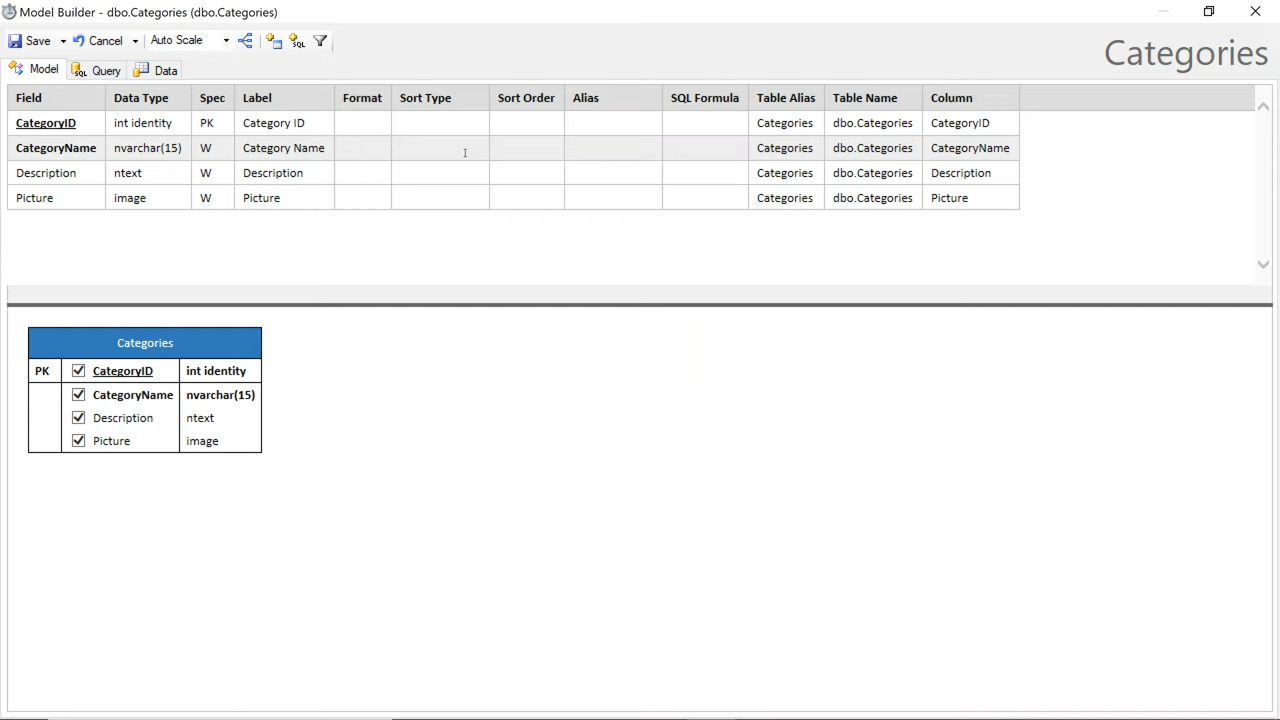 Model Builder - dbo.Categories (dbo.Categories)
Save Cancel Auto Scale SQL
Categories
Model SQL Query Data
Field Data Type Spec Label Format Sort Type Sort Order Alias SQL Formula Table Alias Table Name Column
CategoryID int identity PK Category ID Categories dbo.Categories CategoryID
CategoryName nvarchar(15) W Category Name Categories dbo.Categories CategoryName
Description ntext W Description Categories dbo.Categories Description
Picture image W Picture Categories dbo.Categories Picture
Categories
PK CategoryID int identity
CategoryName nvarchar(15)
Description ntext
Picture image